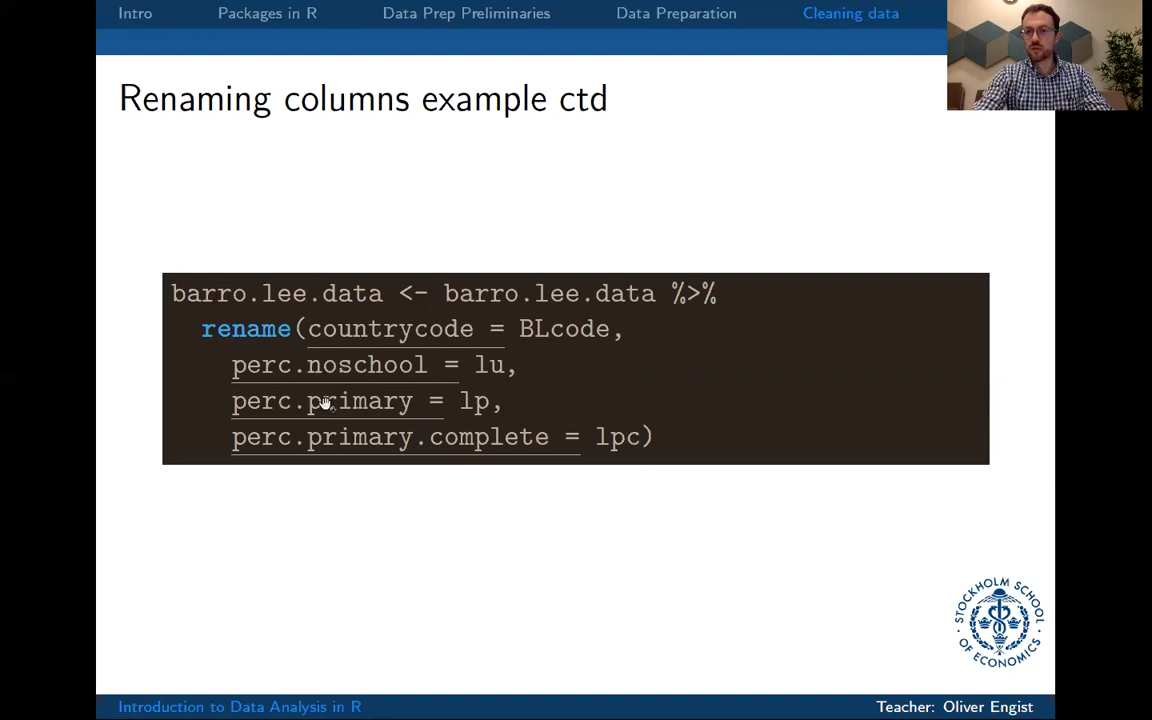 Intro Packages in R Data Prep Preliminaries Data Preparation Cleaning data
Renaming columns example ctd
barro.lee.data <- barro.lee.data %>%
rename(countrycode = BLcode,
perc.noschool = lu,
perc.primary = lp,
perc.primary.complete = lpc)
STOCKHOLM SCHOOL
OF ECONOMICS
Introduction to Data Analysis in R Teacher: Oliver Engist